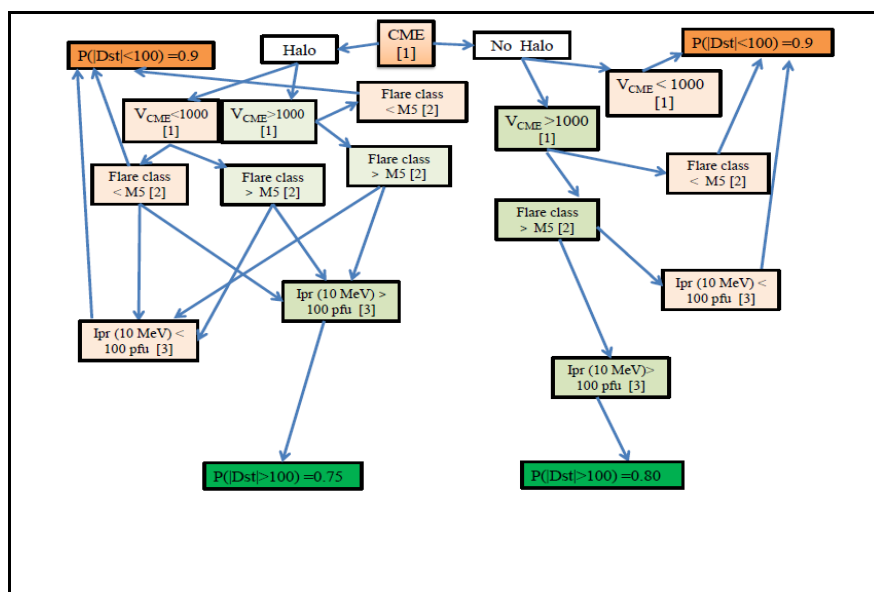 P(|Dst|<100) =0.9
Halo
CME
[1]
No Halo
P(|Dst|<100) =0.9
V_CME<1000
[1]
V_CME>1000
[1]
Flare class
< M5 [2]
V_CME >1000
[1]
V_CME < 1000
[1]
Flare class
< M5 [2]
Flare class
> M5 [2]
Flare class
> M5 [2]
Flare class
< M5 [2]
Flare class
> M5 [2]
Ipr (10 MeV) <
100 pfu [3]
Ipr (10 MeV) >
100 pfu [3]
Ipr (10 MeV) <
100 pfu [3]
Ipr (10 MeV)>
100 pfu [3]
P(|Dst|>100) =0.75
P(|Dst|>100) =0.80